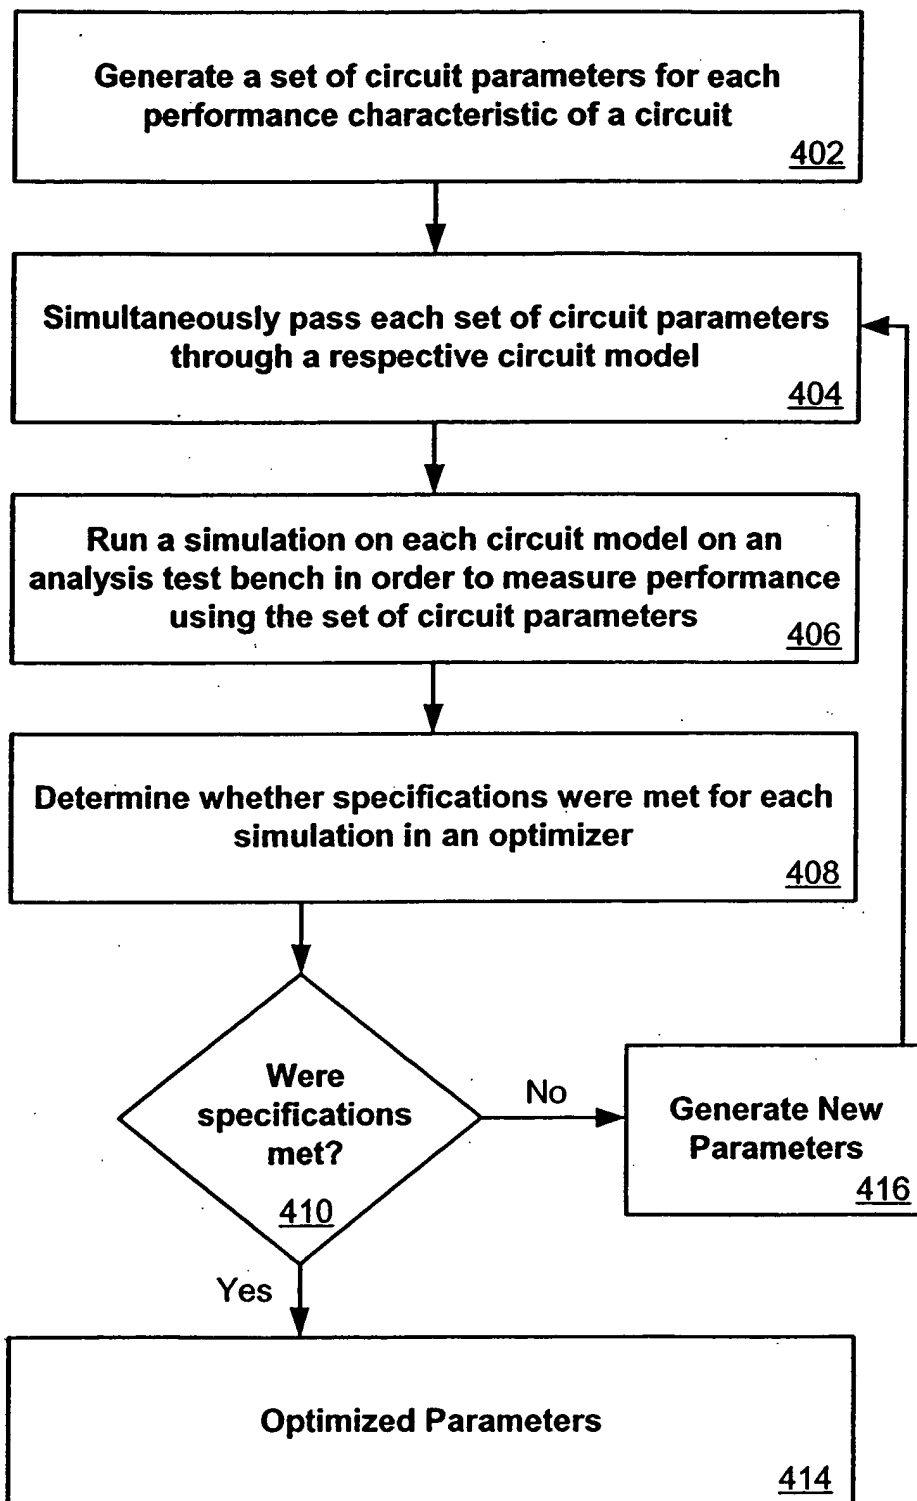 Generate a set of circuit parameters for each
performance characteristic of a circuit
402
Simultaneously pass each set of circuit parameters
through a respective circuit model
404
Run a simulation on each circuit model on an
analysis test bench in order to measure performance
using the set of circuit parameters
406
Determine whether specifications were met for each
simulation in an optimizer
408
Were
specifications
met?
410
No
Generate New
Parameters
416
Yes
Optimized Parameters
414